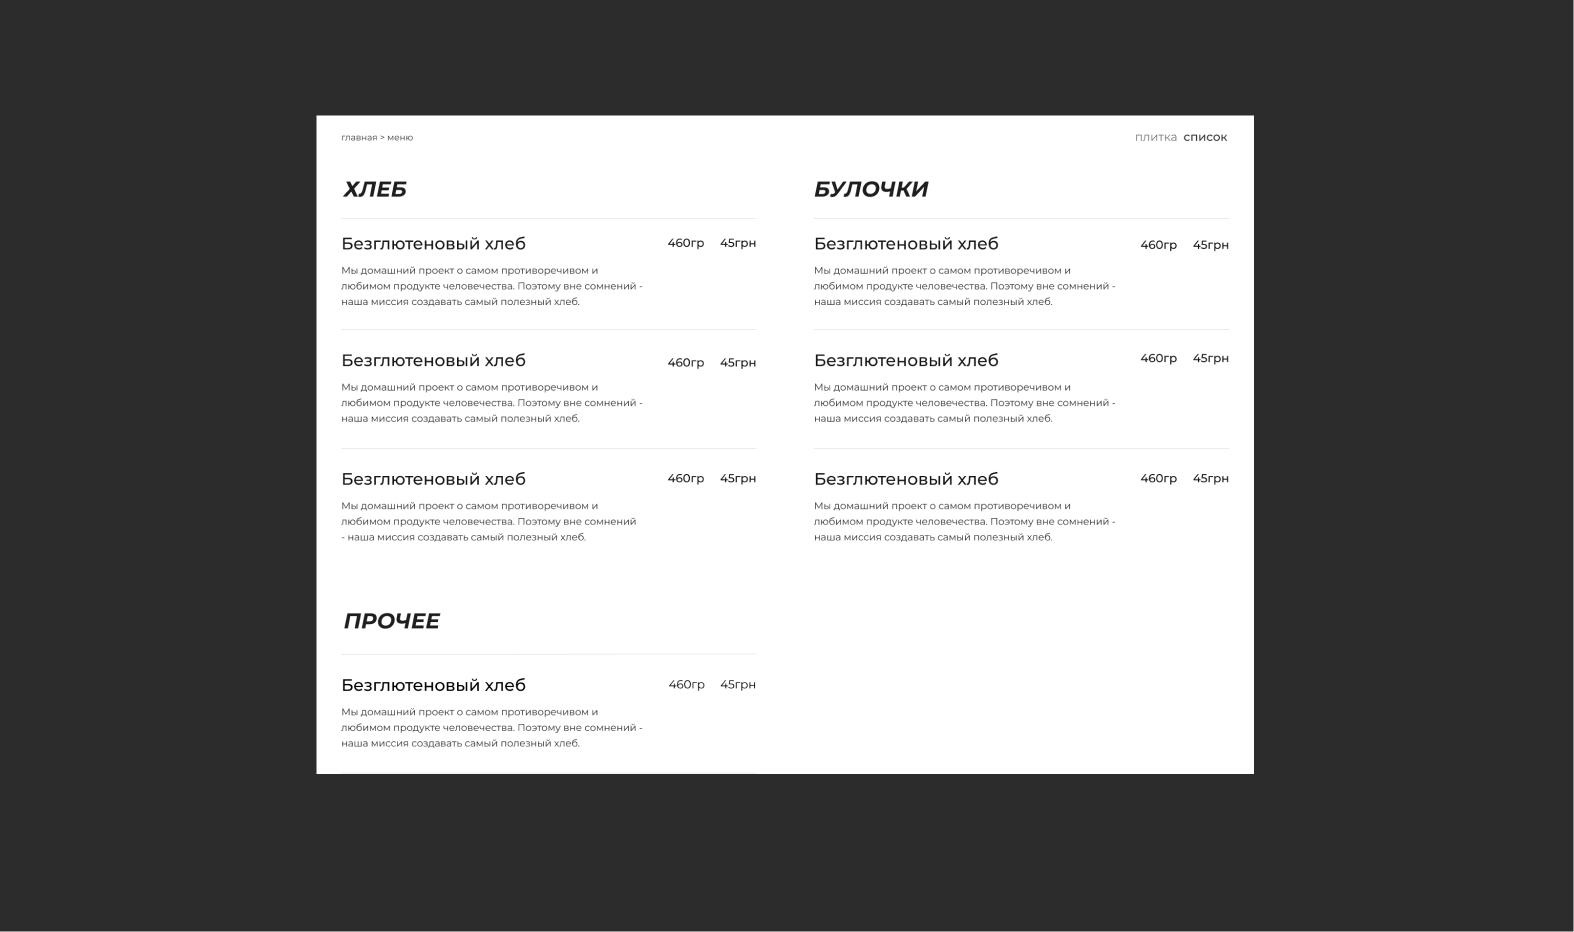 главная > меню
плитка список
ХЛЕБ
Безглютеновый хлеб 460гр 45грн
Мы домашний проект о самом противоречивом и
любимом продукте человечества. Поэтому вне сомнений -
наша миссия создавать самый полезный хлеб.
Безглютеновый хлеб 460гр 45грн
Мы домашний проект о самом противоречивом и
любимом продукте человечества. Поэтому вне сомнений -
наша миссия создавать самый полезный хлеб.
Безглютеновый хлеб 460гр 45грн
Мы домашний проект о самом противоречивом и
любимом продукте человечества. Поэтому вне сомнений
- наша миссия создавать самый полезный хлеб.
БУЛОЧКИ
Безглютеновый хлеб 460гр 45грн
Мы домашний проект о самом противоречивом и
любимом продукте человечества. Поэтому вне сомнений -
наша миссия создавать самый полезный хлеб.
Безглютеновый хлеб 460гр 45грн
Мы домашний проект о самом противоречивом и
любимом продукте человечества. Поэтому вне сомнений -
наша миссия создавать самый полезный хлеб.
Безглютеновый хлеб 460гр 45грн
Мы домашний проект о самом противоречивом и
любимом продукте человечества. Поэтому вне сомнений -
наша миссия создавать самый полезный хлеб.
ПРОЧЕЕ
Безглютеновый хлеб 460гр 45грн
Мы домашний проект о самом противоречивом и
любимом продукте человечества. Поэтому вне сомнений -
наша миссия создавать самый полезный хлеб.